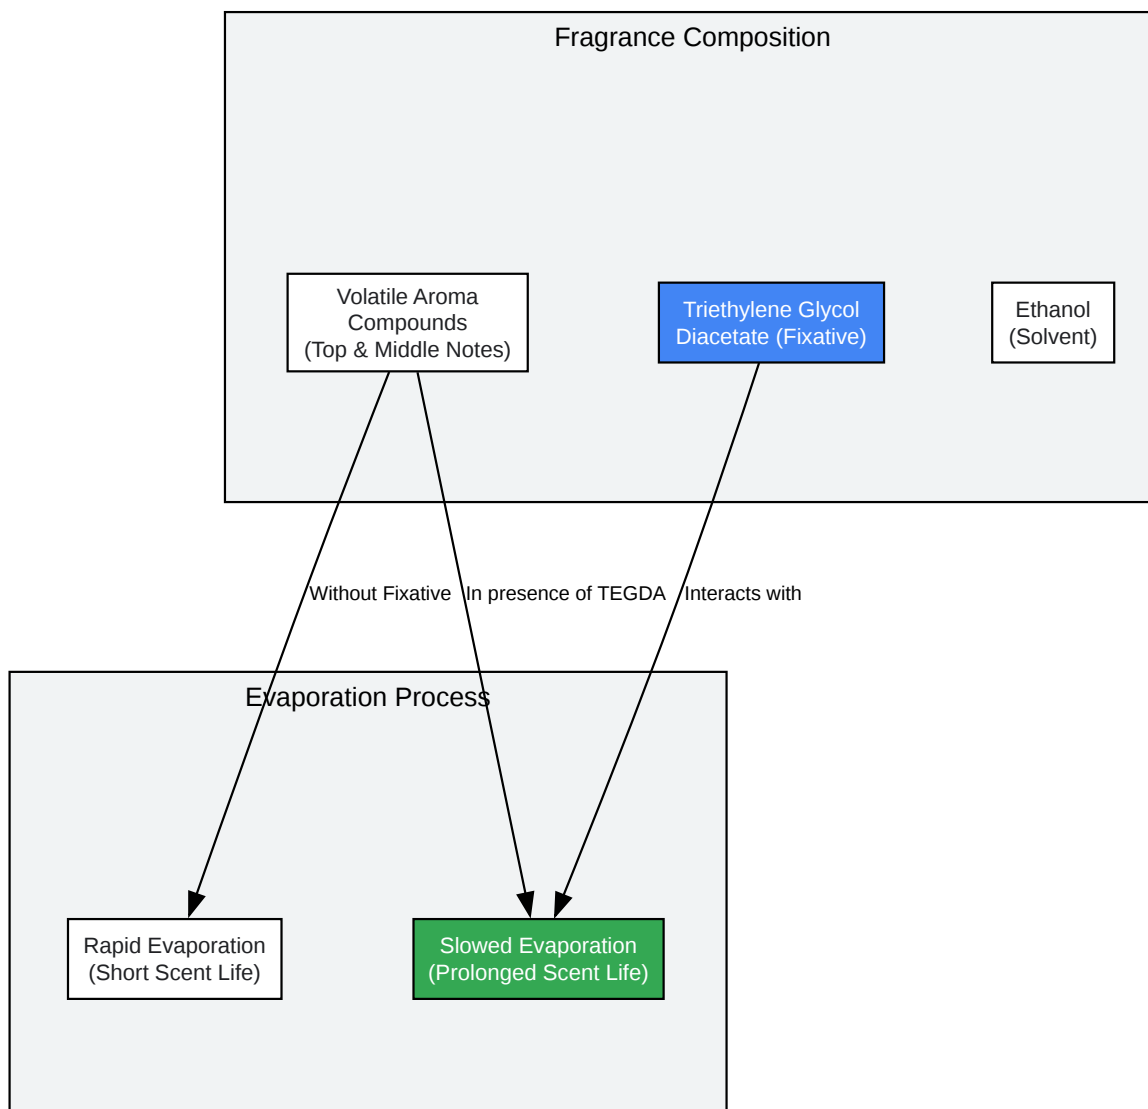 Fragrance Composition
Volatile Aroma
Compounds
(Top & Middle Notes)
Triethylene Glycol
Diacetate (Fixative)
Ethanol
(Solvent)
Without Fixative
In presence of TEGDA
Interacts with
Evaporation Process
Rapid Evaporation
(Short Scent Life)
Slowed Evaporation
(Prolonged Scent Life)